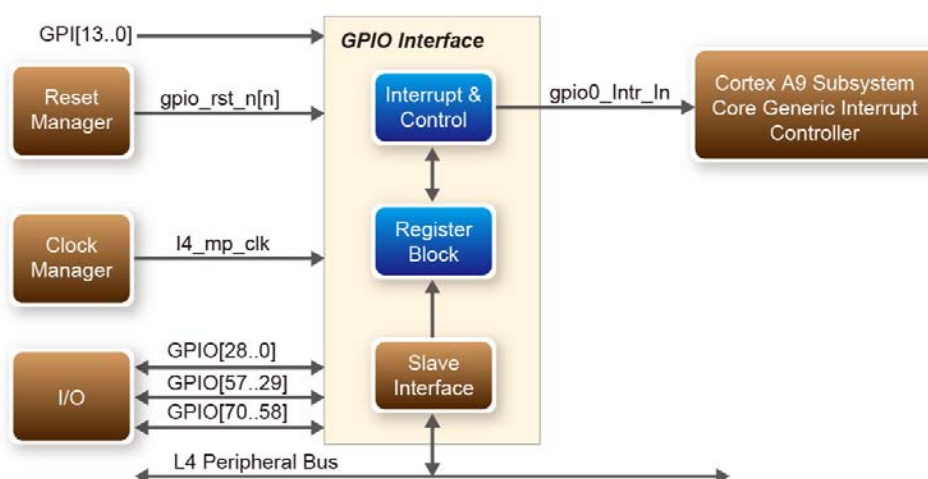 GPI[13..0]
GPIO Interface
Reset
Manager
gpio_rst_n[n]
Interrupt &
Control
gpio0_Intr_In
Cortex A9 Subsystem
Core Generic Interrupt
Controller
Clock
Manager
l4_mp_clk
Register
Block
I/O
GPIO[28..0]
GPIO[57..29]
GPIO[70..58]
Slave
Interface
L4 Peripheral Bus